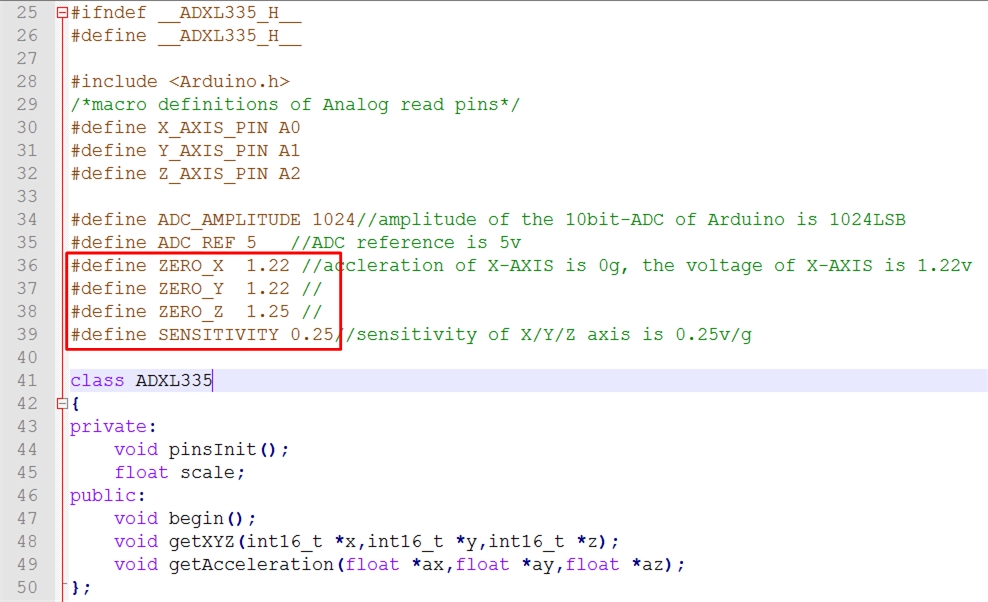 25 #ifndef __ADXL335_H__
26 #define __ADXL335_H__
27
28 #include <Arduino.h>
29 /*macro definitions of Analog read pins*/
30 #define X_AXIS_PIN A0
31 #define Y_AXIS_PIN A1
32 #define Z_AXIS_PIN A2
33
34 #define ADC_AMPLITUDE 1024//amplitude of the 10bit-ADC of Arduino is 1024LSB
35 #define ADC_REF 5   //ADC reference is 5v
36 #define ZERO_X  1.22 //accleration of X-AXIS is 0g, the voltage of X-AXIS is 1.22v
37 #define ZERO_Y  1.22 //
38 #define ZERO_Z  1.25 //
39 #define SENSITIVITY 0.25//sensitivity of X/Y/Z axis is 0.25v/g
40
41 class ADXL335
42 {
43 private:
44     void pinsInit();
45     float scale;
46 public:
47     void begin();
48     void getXYZ(int16_t *x,int16_t *y,int16_t *z);
49     void getAcceleration(float *ax,float *ay,float *az);
50 };